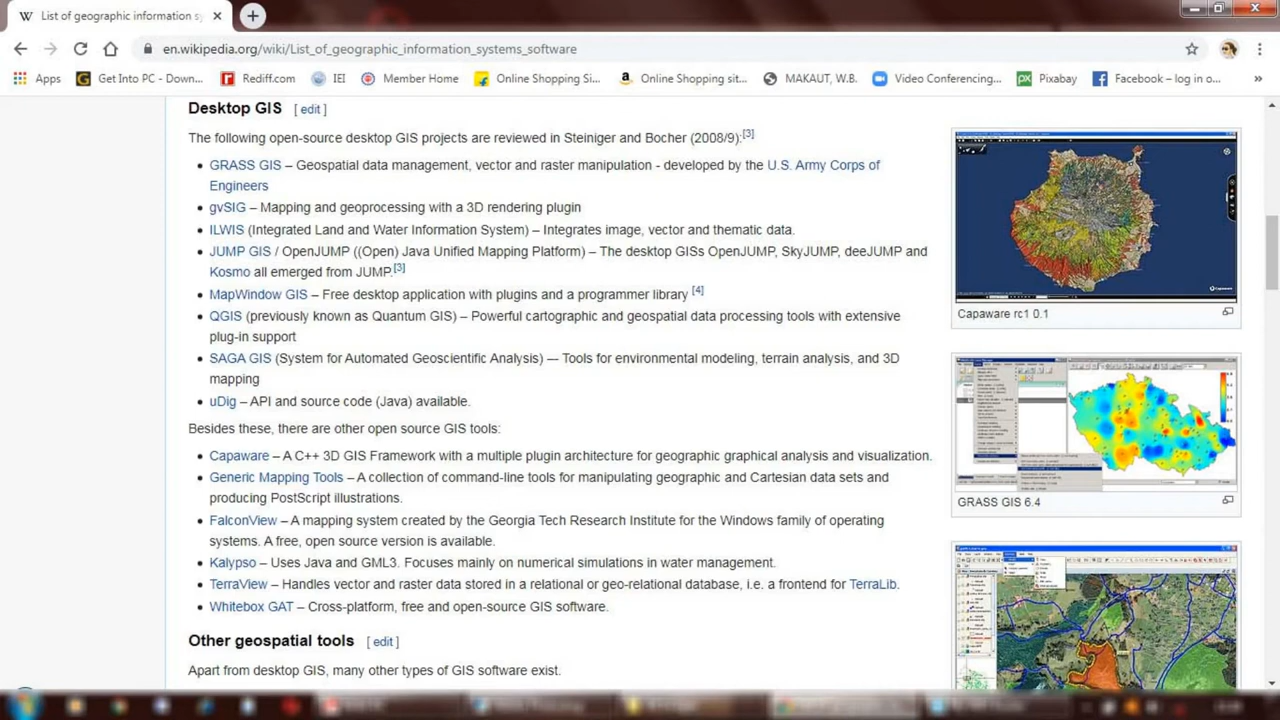 List of geographic information sy
en.wikipedia.org/wiki/List_of_geographic_information_systems_software
Apps
Get Into PC - Down...
Rediff.com
IEI
Member Home
Online Shopping Si...
Online Shopping sit...
MAKAUT, W.B.
Video Conferencing...
Pixabay
Facebook – log in o...
Desktop GIS [ edit ]
The following open-source desktop GIS projects are reviewed in Steiniger and Bocher (2008/9):[3]
• GRASS GIS – Geospatial data management, vector and raster manipulation - developed by the U.S. Army Corps of
Engineers
• gvSIG – Mapping and geoprocessing with a 3D rendering plugin
• ILWIS (Integrated Land and Water Information System) – Integrates image, vector and thematic data.
• JUMP GIS / OpenJUMP ((Open) Java Unified Mapping Platform) – The desktop GISs OpenJUMP, SkyJUMP, deeJUMP and
Kosmo all emerged from JUMP.[3]
• MapWindow GIS – Free desktop application with plugins and a programmer library [4]
• QGIS (previously known as Quantum GIS) – Powerful cartographic and geospatial data processing tools with extensive
plug-in support
• SAGA GIS (System for Automated Geoscientific Analysis) — Tools for environmental modeling, terrain analysis, and 3D
mapping
• uDig – code (Java) available.
Besides these other open source GIS tools:
• Capaware – 3D GIS Framework with a multiple plugin architecture for geographic graphical analysis and visualization.
• Generic Mapping collection of command-line tools for manipulating geographic and Cartesian data sets and
producing PostScript illustrations.
• FalconView – A mapping system created by the Georgia Tech Research Institute for the Windows family of operating
systems. A free, open source version is available.
• Kalypso – and GML3. Focuses mainly on numerical simulations in water management.
• TerraView vector and raster data stored in a relational or geo-relational database, i.e. a frontend for TerraLib.
• Whitebox GAT – Cross-platform, free and open-source GIS software.
Other geospatial tools [ edit ]
Apart from desktop GIS, many other types of GIS software exist.
Capaware rc1 0.1
GRASS GIS 6.4